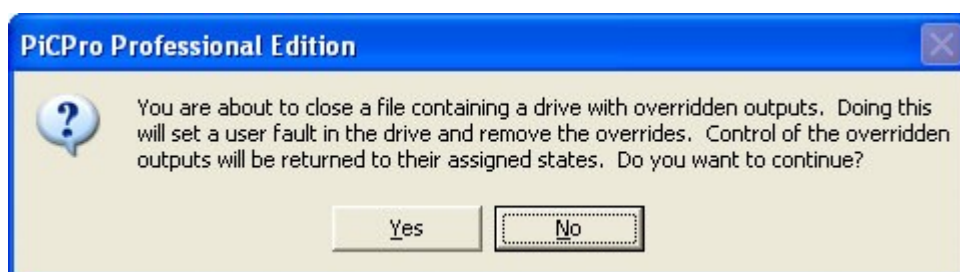 PiCPro Professional Edition
You are about to close a file containing a drive with overridden outputs. Doing this
will set a user fault in the drive and remove the overrides. Control of the overridden
outputs will be returned to their assigned states. Do you want to continue?
Yes
No